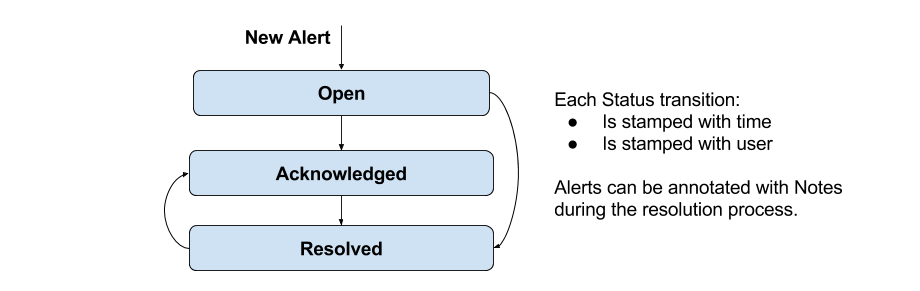 New Alert
Open
Acknowledged
Resolved
Each Status transition:
● Is stamped with time
● Is stamped with user
Alerts can be annotated with Notes
during the resolution process.